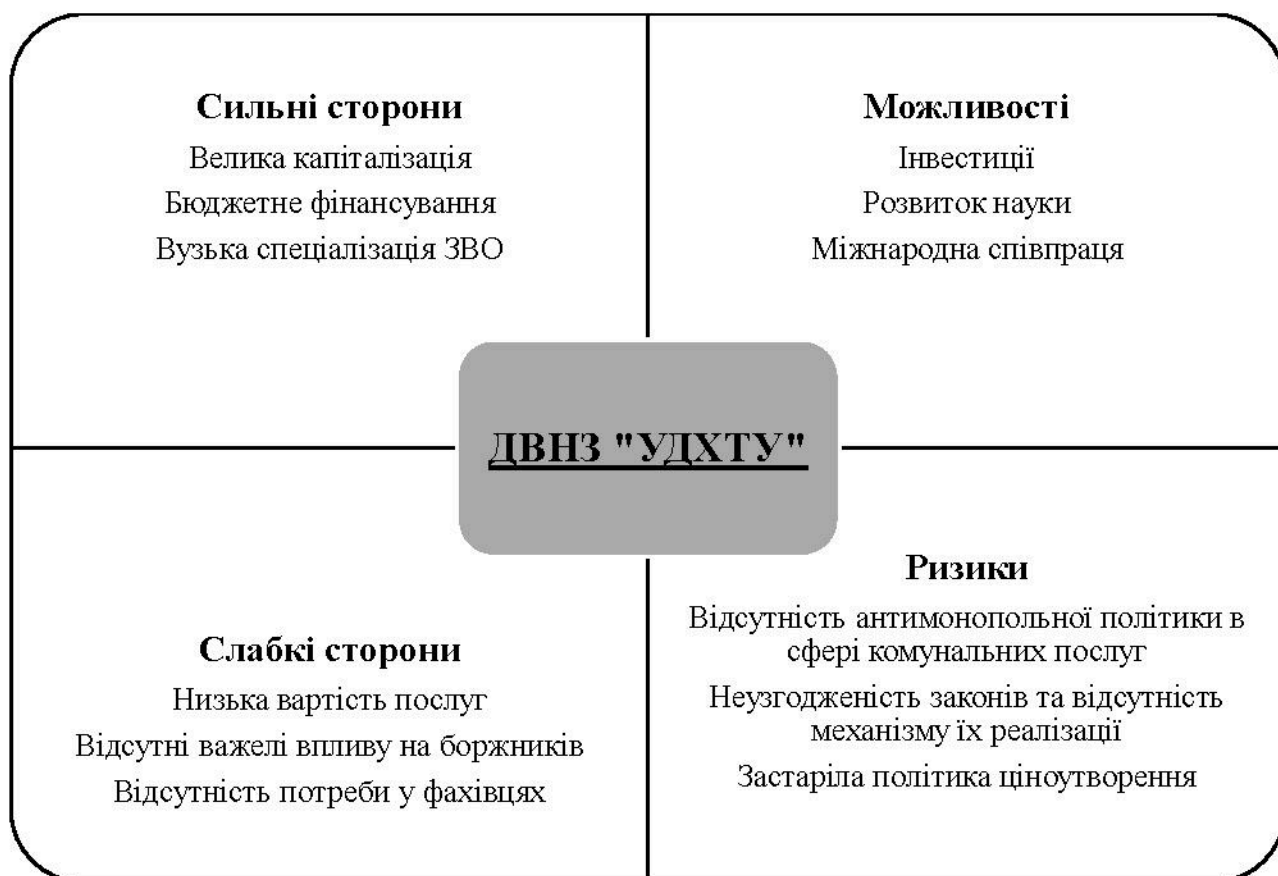 Сильні сторони
Велика капіталізація
Бюджетне фінансування
Вузька спеціалізація ЗВО
Можливості
Інвестиції
Розвиток науки
Міжнародна співпраця
ДВНЗ "УДХТУ"
Слабкі сторони
Низька вартість послуг
Відсутні важелі впливу на боржників
Відсутність потреби у фахівцях
Ризики
Відсутність антимонопольної політики в
сфері комунальних послуг
Неузгодженість законів та відсутність
механізму їх реалізації
Застаріла політика ціноутворення